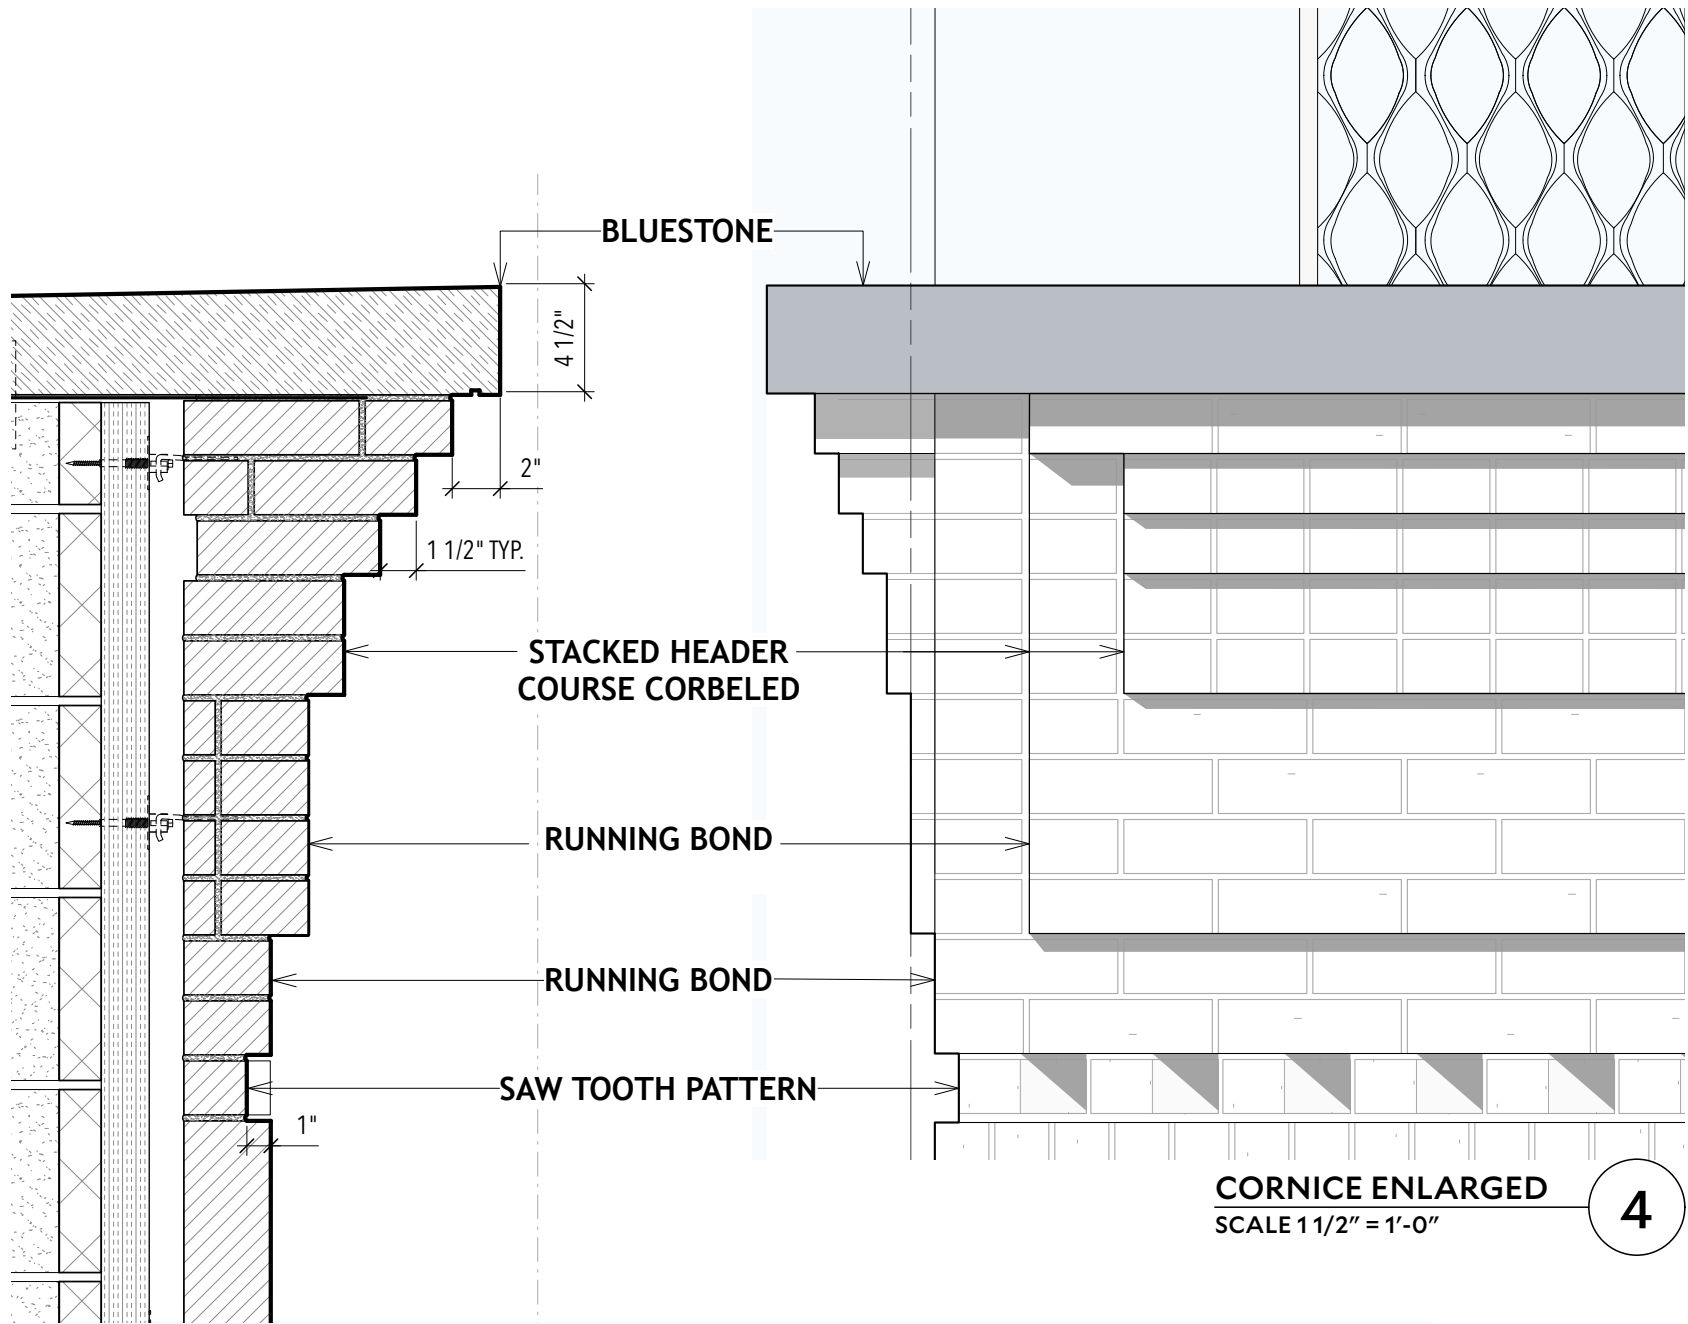 BLUESTONE
4 1/2"
2"
1 1/2" TYP.
STACKED HEADER
COURSE CORBELED
RUNNING BOND
RUNNING BOND
SAW TOOTH PATTERN
1"
CORNICE ENLARGED
SCALE 1 1/2" = 1'-0"
4